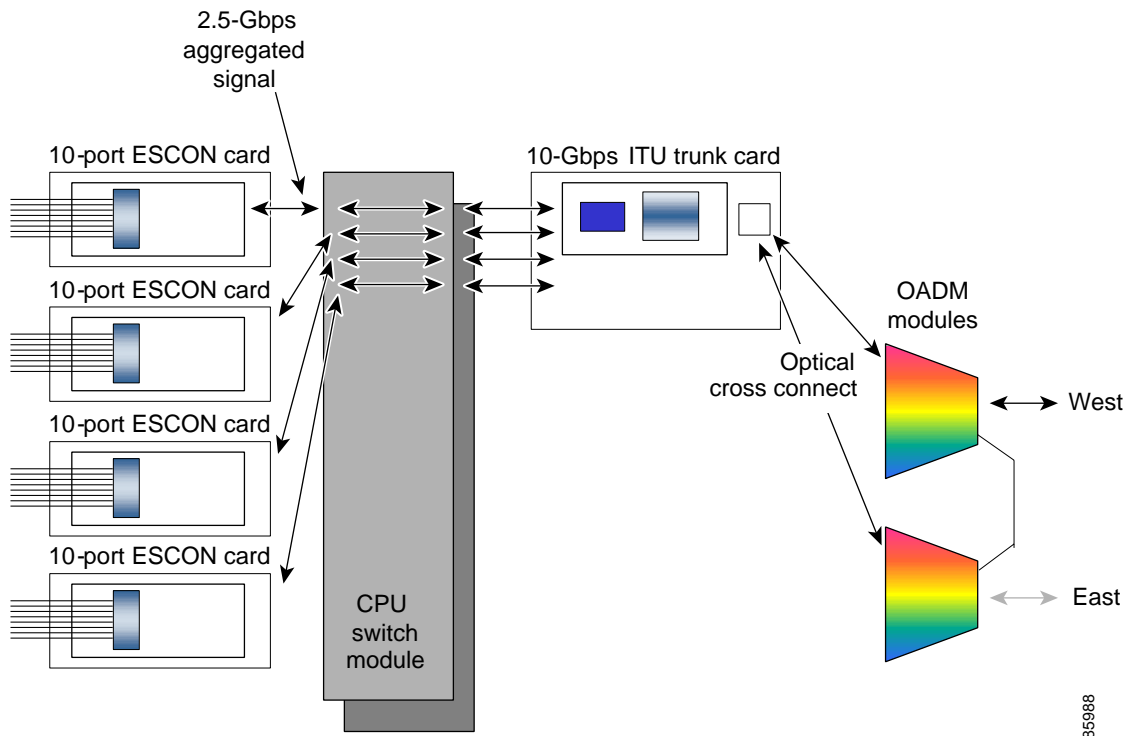 2.5-Gbps
aggregated
signal
10-port ESCON card
10-Gbps ITU trunk card
10-port ESCON card
OADM
modules
Optical
cross connect
West
10-port ESCON card
10-port ESCON card
East
CPU
switch
module